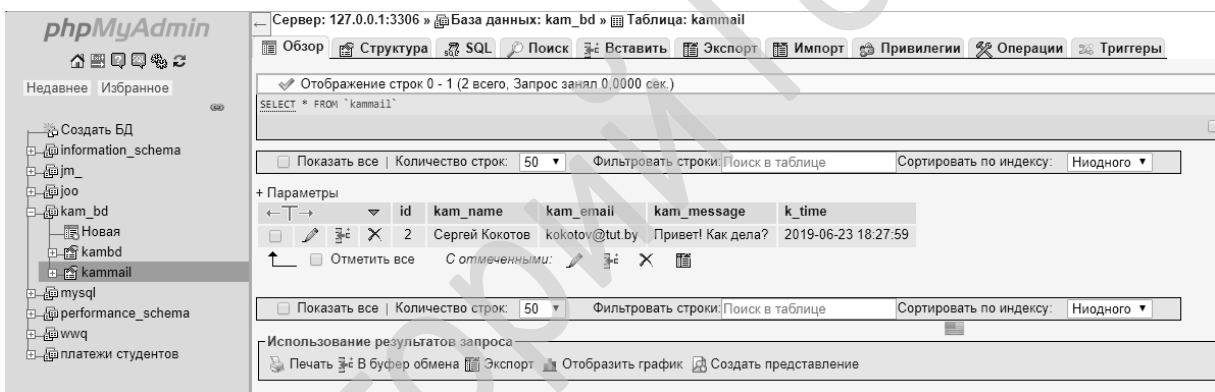 phpMyAdmin
Недавнее Избранное
Создать БД
information_schema
jm_
joo
kam_bd
Новая
kambd
kammail
mysql
performance_schema
wwq
платежи студентов
Сервер: 127.0.0.1:3306 » База данных: kam_bd » Таблица: kammail
Обзор Структура SQL Поиск Вставить Экспорт Импорт Привилегии Операции Триггеры
Отображение строк 0 - 1 (2 всего, Запрос занял 0,0000 сек.)
SELECT * FROM `kammail`
Показать все | Количество строк: 50 Фильтровать строки: Поиск в таблице Сортировать по индексу: Ниодного
+ Параметры
id kam_name kam_email kam_message k_time
2 Сергей Кокотов kokotov@tut.by Привет! Как дела? 2019-06-23 18:27:59
Отметить все С отмеченными:
Показать все | Количество строк: 50 Фильтровать строки: Поиск в таблице Сортировать по индексу: Ниодного
Использование результатов запроса
Печать В буфер обмена Экспорт Отобразить график Создать представление